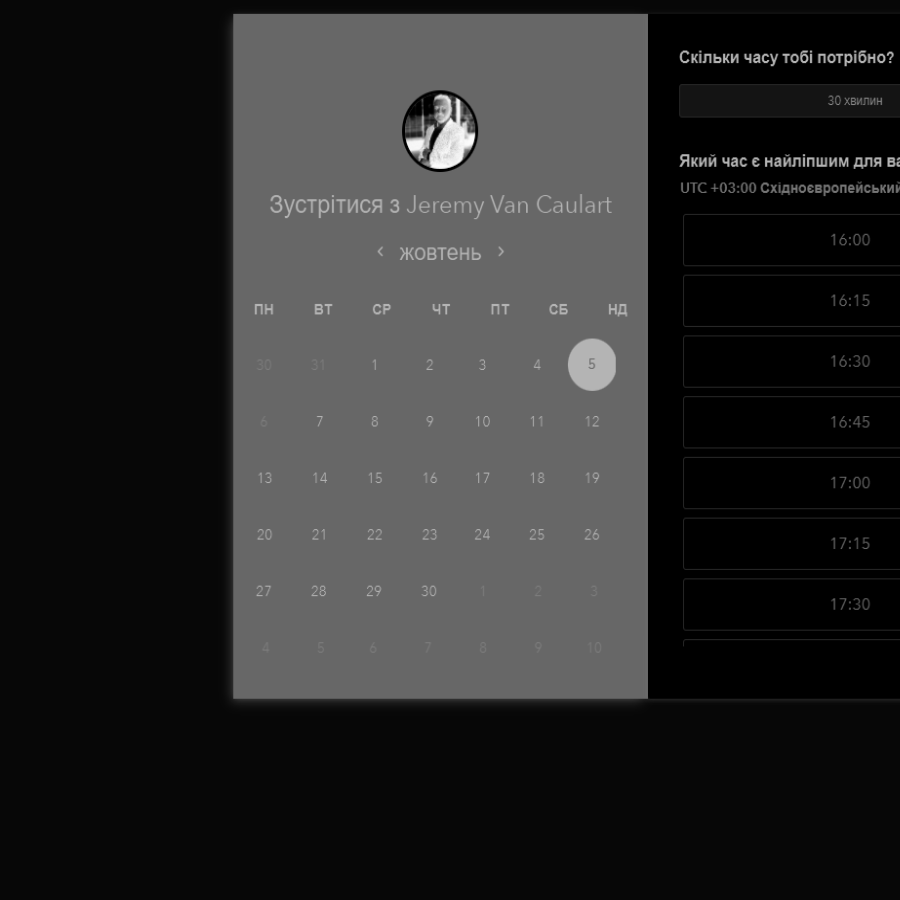 Зустрітися з Jeremy Van Caulart
‹ жовтень ›
ПН ВТ СР ЧТ ПТ СБ НД
30 31 1 2 3 4 5
6 7 8 9 10 11 12
13 14 15 16 17 18 19
20 21 22 23 24 25 26
27 28 29 30 1 2 3
4 5 6 7 8 9 10
Скільки часу тобі потрібно?
30 хвилин
Який час є найліпшим для ва
UTC +03:00 Східноєвропейський
16:00
16:15
16:30
16:45
17:00
17:15
17:30